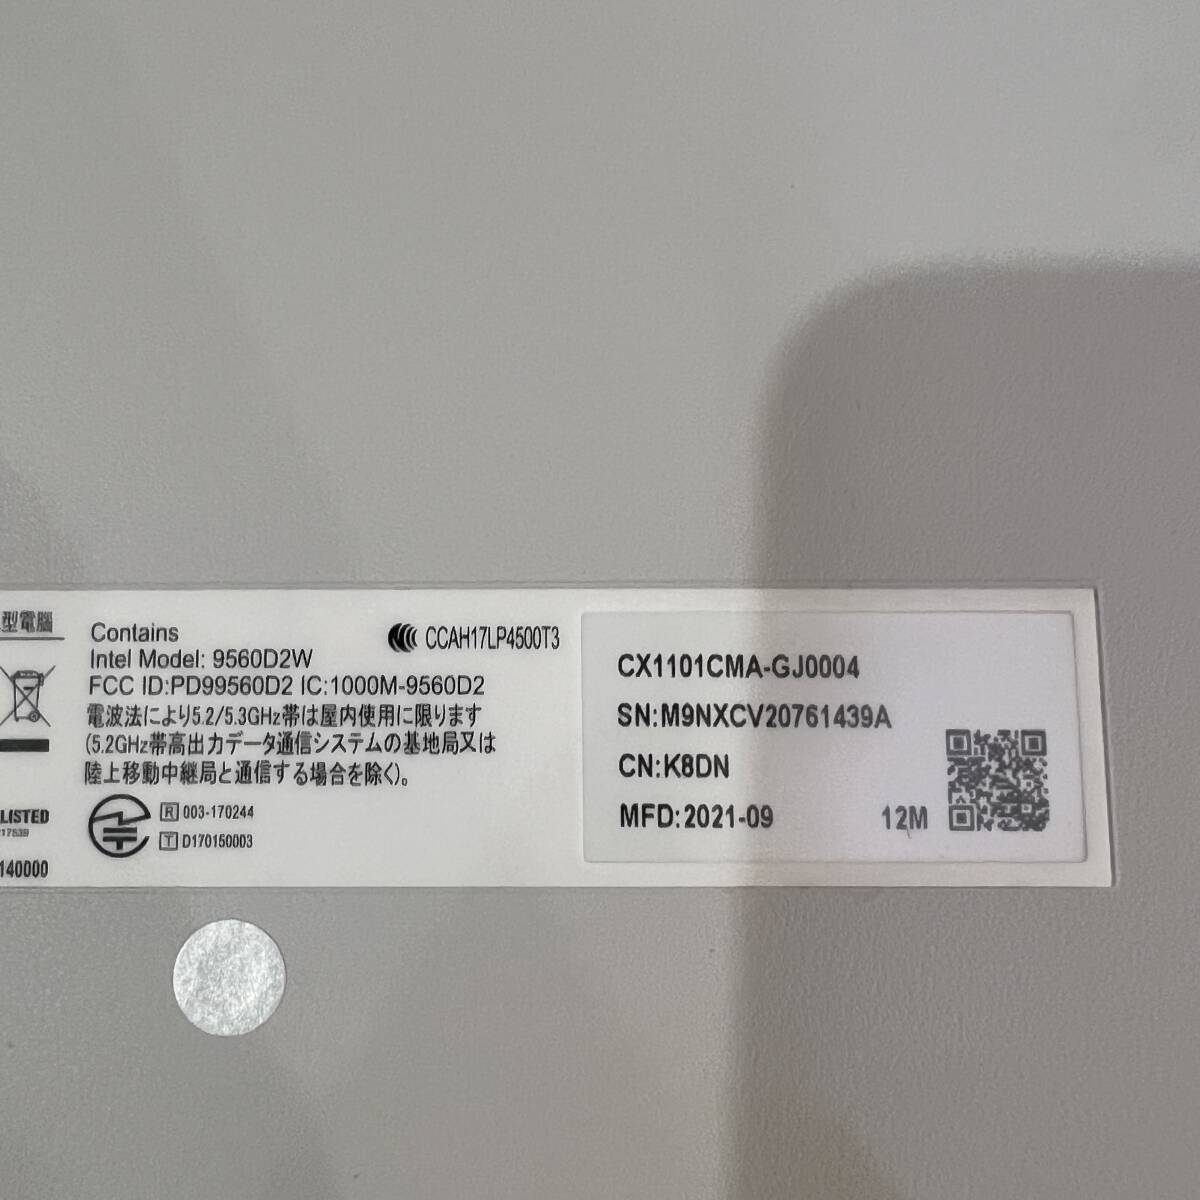 型電腦
LISTED
17539
140000
Contains
Intel Model: 9560D2W
FCC ID:PD99560D2 IC:1000M-9560D2
CCAH17LP4500T3
電波法により5.2/5.3GHz帯は屋内使用に限ります
(5.2GHz帯高出力データ通信システムの基地局又は
陸上移動中継局と通信する場合を除く)。
R 003-170244
T D170150003
CX1101CMA-GJ0004
SN:M9NXCV20761439A
CN:K8DN
MFD:2021-09 12M